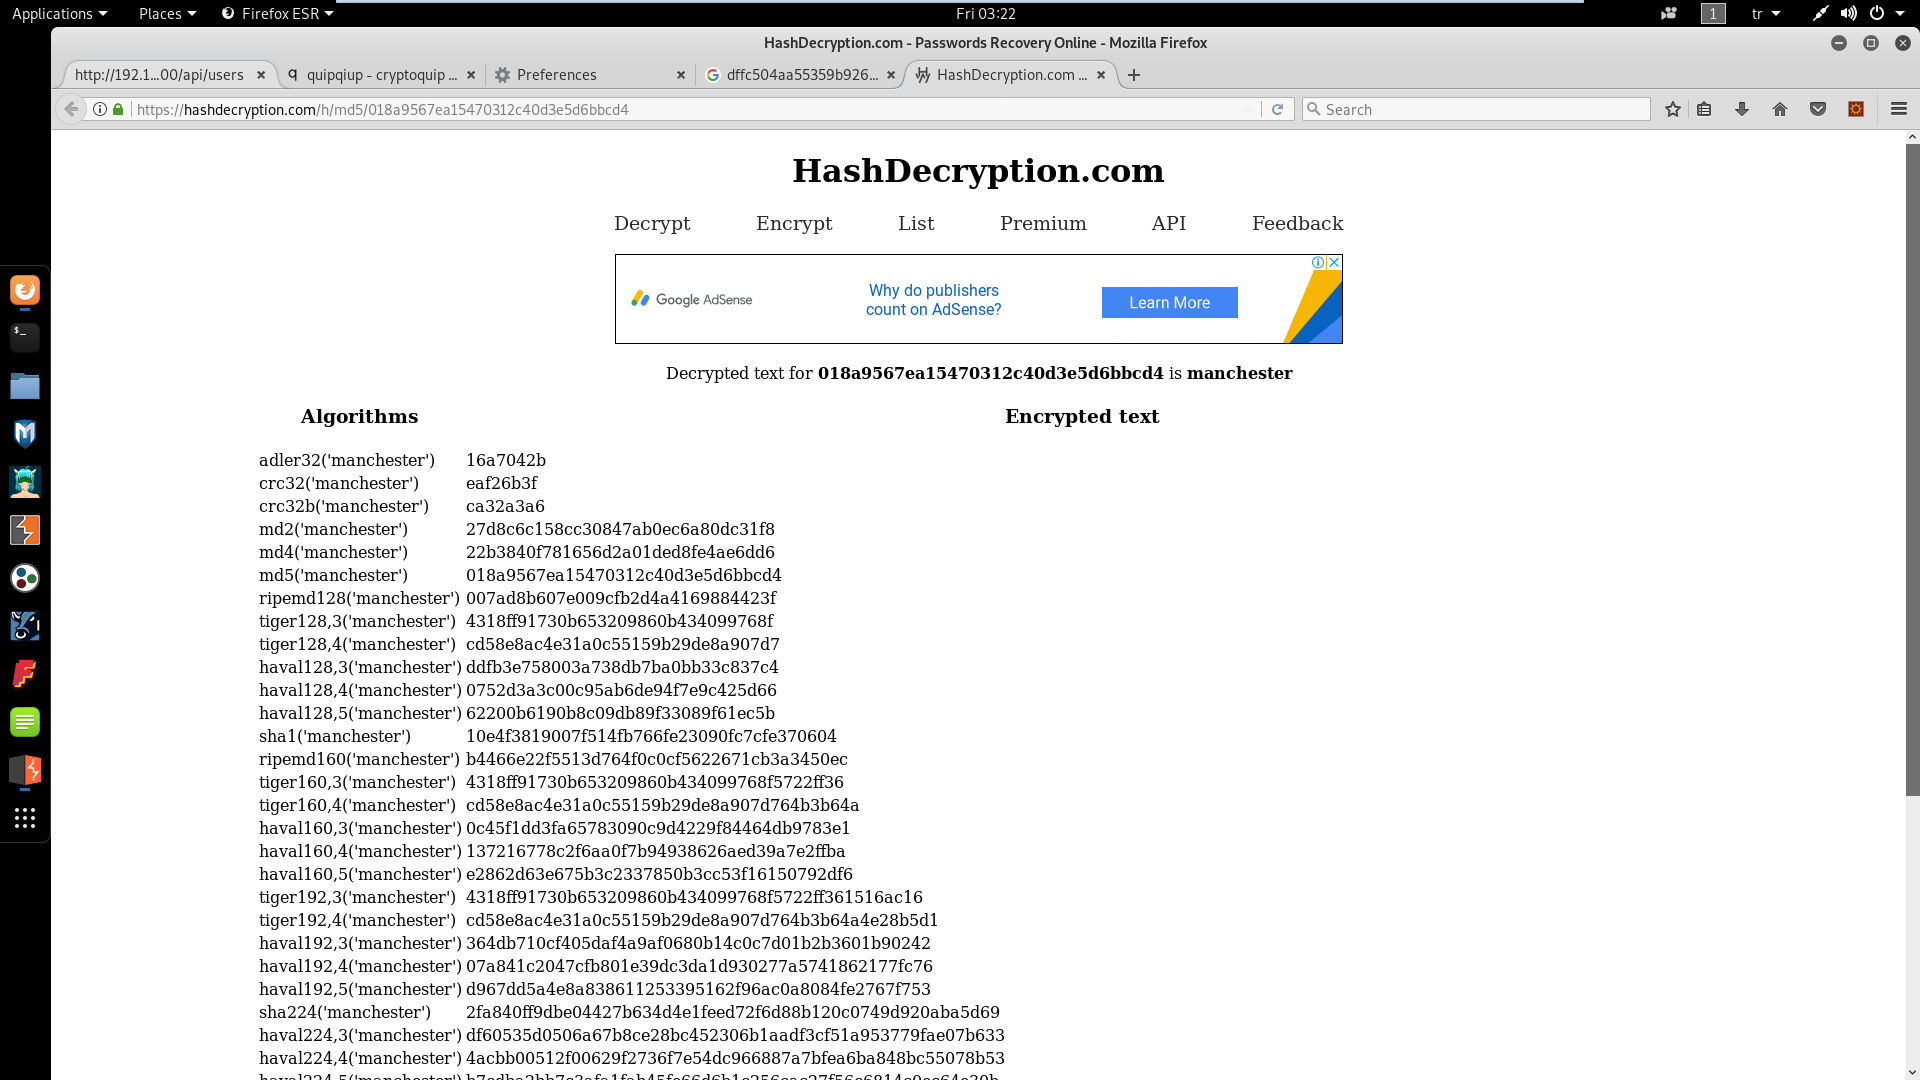 Applications Places Firefox ESR Fri 03:22 1 tr
HashDecryption.com - Passwords Recovery Online - Mozilla Firefox
http://192.1...00/api/users quipqiup - cryptoquip ... Preferences dffc504aa55359b926... HashDecryption.com ...
https://hashdecryption.com/h/md5/018a9567ea15470312c40d3e5d6bbcd4 Search
HashDecryption.com
Decrypt Encrypt List Premium API Feedback
Google AdSense
Why do publishers
count on AdSense?
Learn More
Decrypted text for 018a9567ea15470312c40d3e5d6bbcd4 is manchester
Algorithms Encrypted text
adler32('manchester') 16a7042b
crc32('manchester') eaf26b3f
crc32b('manchester') ca32a3a6
md2('manchester') 27d8c6c158cc30847ab0ec6a80dc31f8
md4('manchester') 22b3840f781656d2a01ded8fe4ae6dd6
md5('manchester') 018a9567ea15470312c40d3e5d6bbcd4
ripemd128('manchester') 007ad8b607e009cfb2d4a4169884423f
tiger128,3('manchester') 4318ff91730b653209860b434099768f
tiger128,4('manchester') cd58e8ac4e31a0c55159b29de8a907d7
haval128,3('manchester') ddfb3e758003a738db7ba0bb33c837c4
haval128,4('manchester') 0752d3a3c00c95ab6de94f7e9c425d66
haval128,5('manchester') 62200b6190b8c09db89f33089f61ec5b
sha1('manchester') 10e4f3819007f514fb766fe23090fc7cfe370604
ripemd160('manchester') b4466e22f5513d764f0c0cf5622671cb3a3450ec
tiger160,3('manchester') 4318ff91730b653209860b434099768f5722ff36
tiger160,4('manchester') cd58e8ac4e31a0c55159b29de8a907d764b3b64a
haval160,3('manchester') 0c45f1dd3fa65783090c9d4229f84464db9783e1
haval160,4('manchester') 137216778c2f6aa0f7b94938626aed39a7e2ffba
haval160,5('manchester') e2862d63e675b3c2337850b3cc53f16150792df6
tiger192,3('manchester') 4318ff91730b653209860b434099768f5722ff361516ac16
tiger192,4('manchester') cd58e8ac4e31a0c55159b29de8a907d764b3b64a4e28b5d1
haval192,3('manchester') 364db710cf405daf4a9af0680b14c0c7d01b2b3601b90242
haval192,4('manchester') 07a841c2047cfb801e39dc3da1d930277a5741862177fc76
haval192,5('manchester') d967dd5a4e8a838611253395162f96ac0a8084fe2767f753
sha224('manchester') 2fa840ff9dbe04427b634d4e1feed72f6d88b120c0749d920aba5d69
haval224,3('manchester') df60535d0506a67b8ce28bc452306b1aadf3cf51a953779fae07b633
haval224,4('manchester') 4acbb00512f00629f2736f7e54dc966887a7bfea6ba848bc55078b53